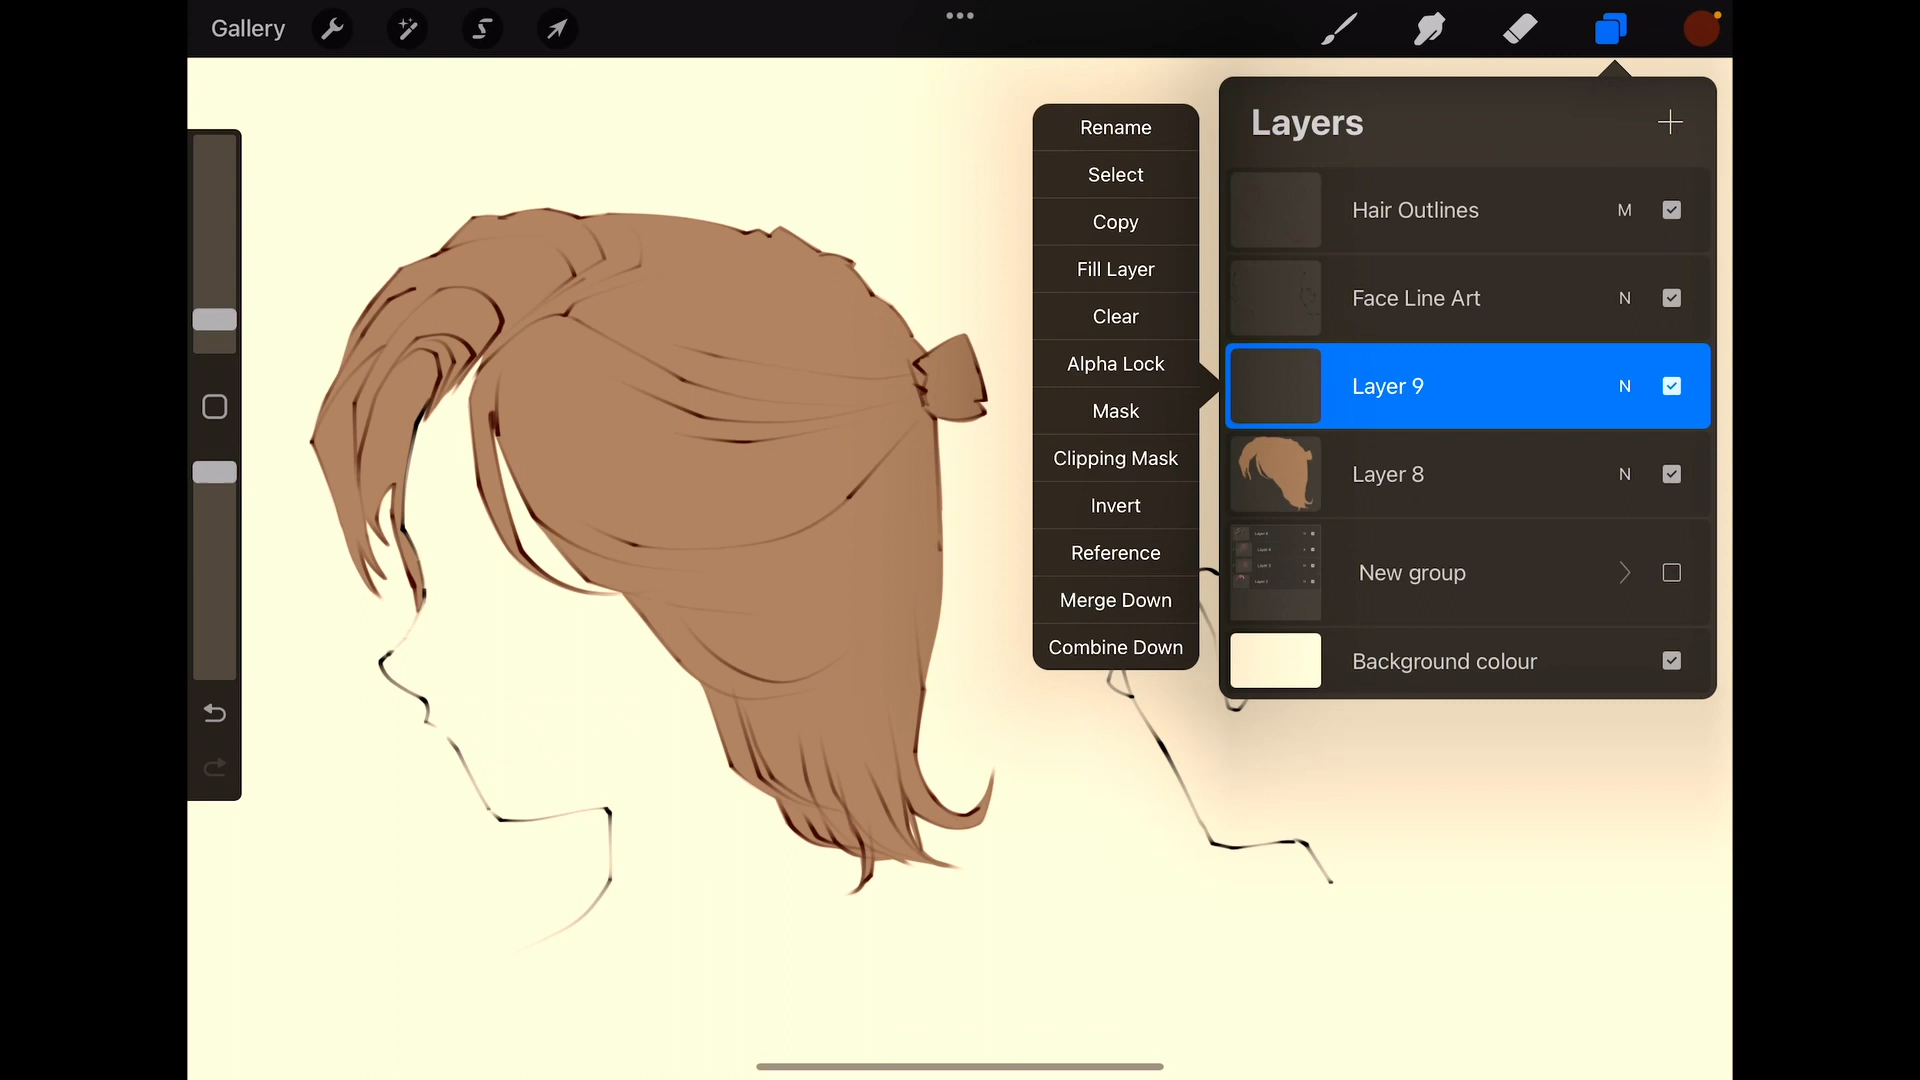 Gallery
Layers
Rename
Select
Copy
Fill Layer
Clear
Alpha Lock
Mask
Clipping Mask
Invert
Reference
Merge Down
Combine Down
Hair Outlines M
Face Line Art N
Layer 9 N
Layer 8 N
New group
Background colour